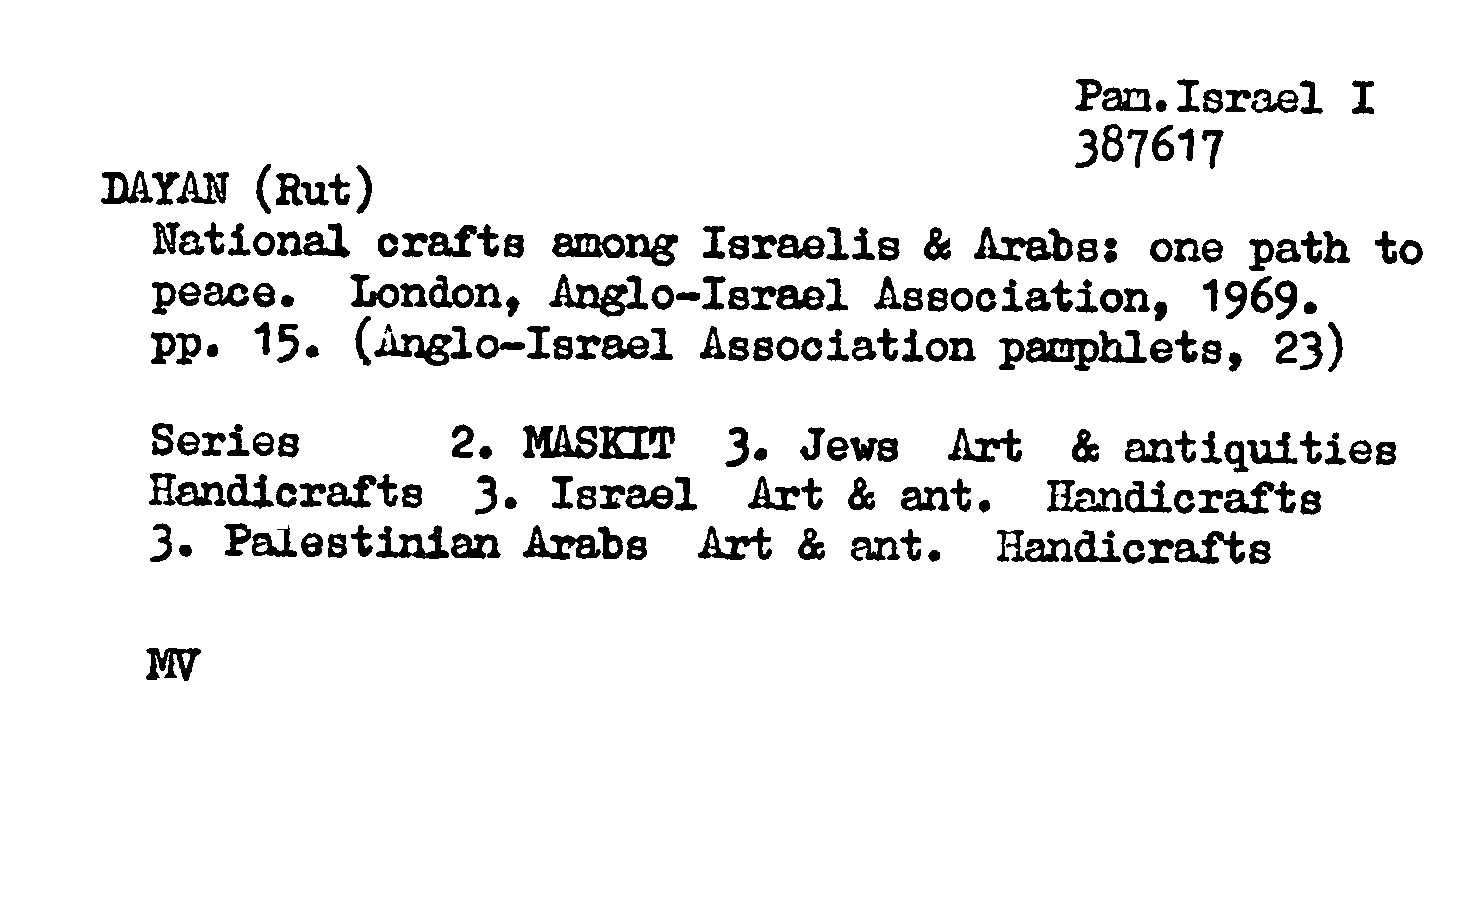 Pam.Israel I
387617
DAYAN (Rut)
National crafts among Israelis & Arabs: one path to
peace. London, Anglo-Israel Association, 1969.
pp. 15. (Anglo-Israel Association pamphlets, 23)
Series 2. MASKIT 3. Jews Art & antiquities
Handicrafts 3. Israel Art & ant. Handicrafts
3. Palestinian Arabs Art & ant. Handicrafts
MV